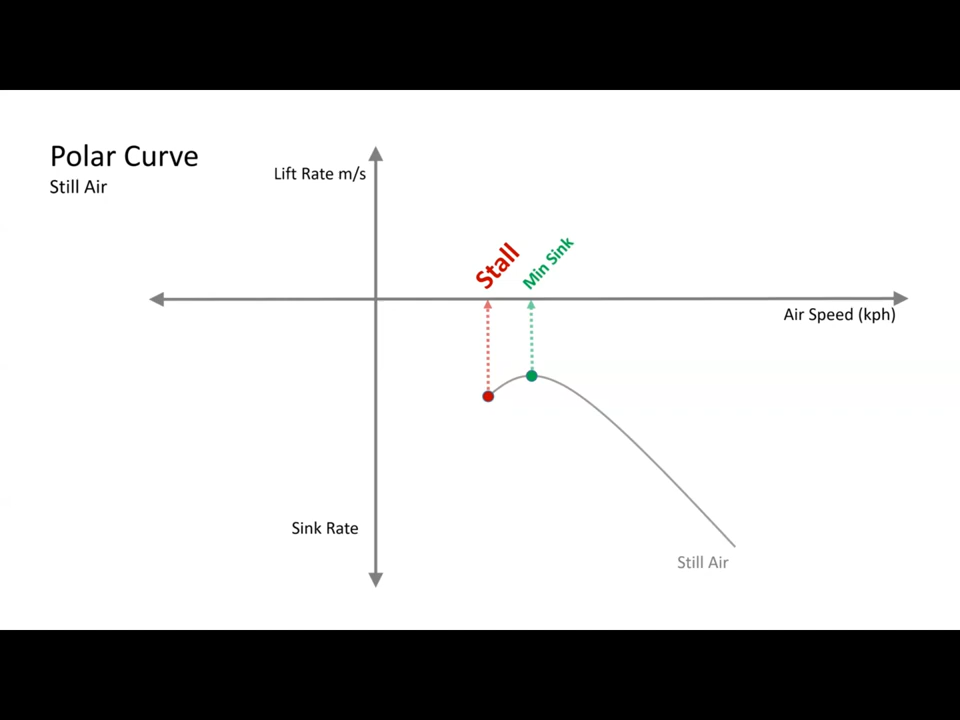 Polar Curve
Still Air
Lift Rate m/s
Stall
Min Sink
Air Speed (kph)
Sink Rate
Still Air